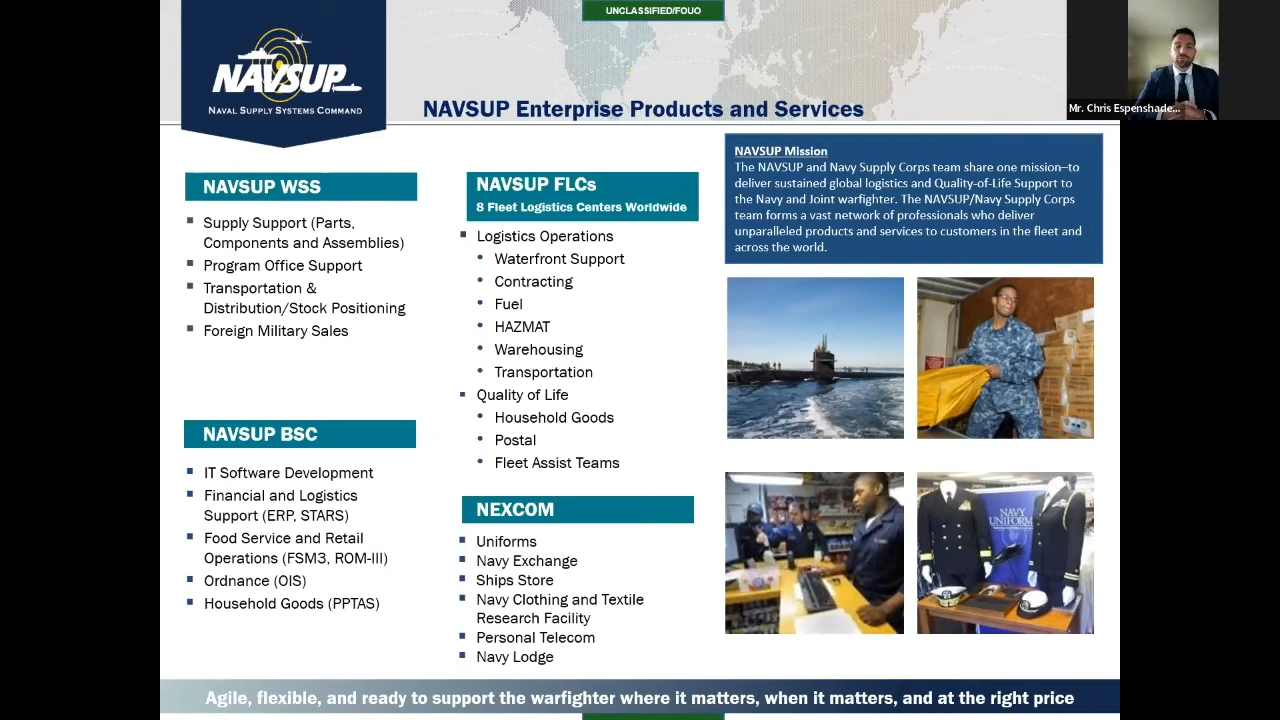 UNCLASSIFIED/FOUO
NAVSUP
NAVAL SUPPLY SYSTEMS COMMAND
NAVSUP Enterprise Products and Services
Mr. Chris Espenshade...
NAVSUP WSS
Supply Support (Parts,
Components and Assemblies)
Program Office Support
Transportation &
Distribution/Stock Positioning
Foreign Military Sales
NAVSUP BSC
IT Software Development
Financial and Logistics
Support (ERP, STARS)
Food Service and Retail
Operations (FSM3, ROM-III)
Ordnance (OIS)
Household Goods (PPTAS)
NAVSUP FLCs
8 Fleet Logistics Centers Worldwide
Logistics Operations
Waterfront Support
Contracting
Fuel
HAZMAT
Warehousing
Transportation
Quality of Life
Household Goods
Postal
Fleet Assist Teams
NEXCOM
Uniforms
Navy Exchange
Ships Store
Navy Clothing and Textile
Research Facility
Personal Telecom
Navy Lodge
NAVSUP Mission
The NAVSUP and Navy Supply Corps team share one mission—to
deliver sustained global logistics and Quality-of-Life Support to
the Navy and Joint warfighter. The NAVSUP/Navy Supply Corps
team forms a vast network of professionals who deliver
unparalleled products and services to customers in the fleet and
across the world.
NAVY
UNIFORM
Agile, flexible, and ready to support the warfighter where it matters, when it matters, and at the right price